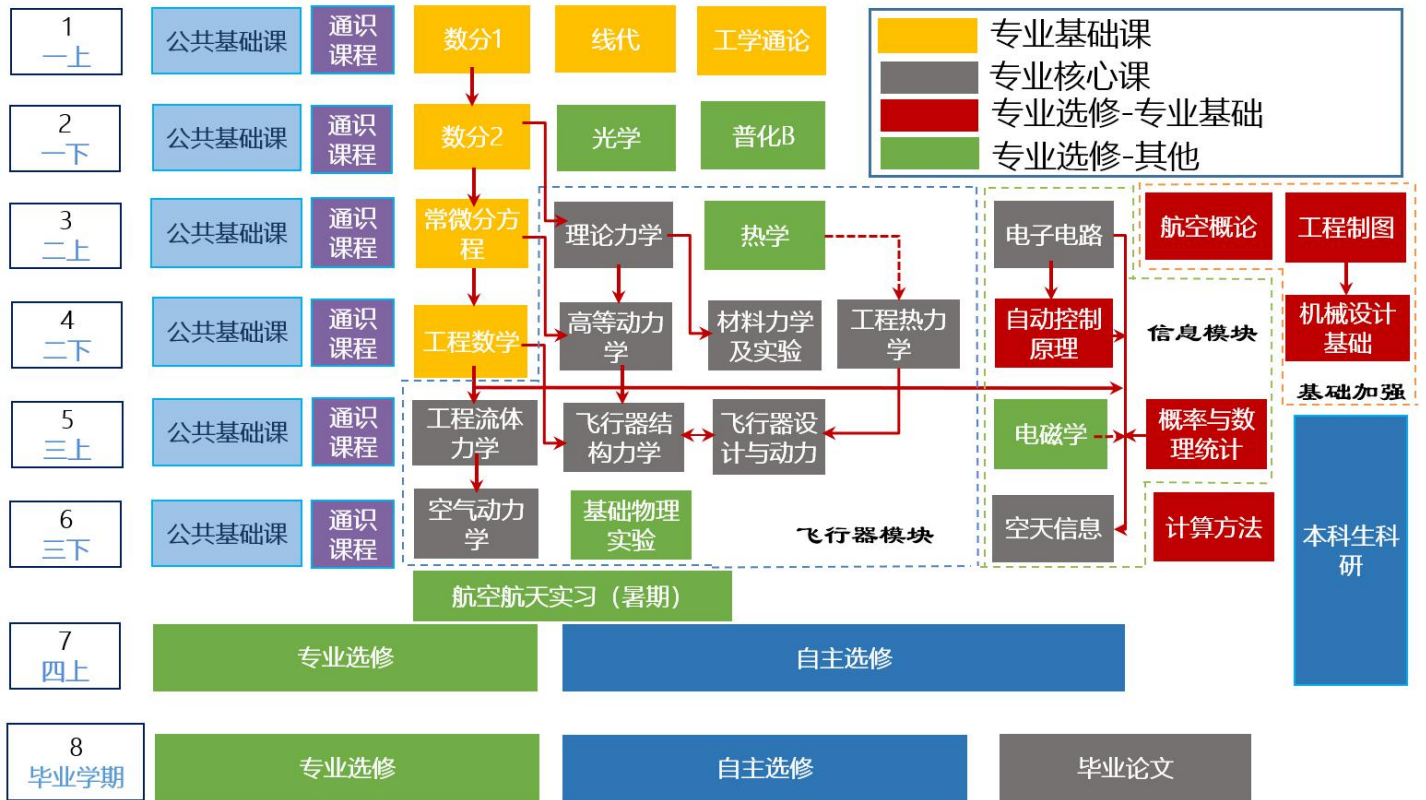 1
一上
公共基础课
通识
课程
数分1
线代
工学通论
专业基础课
专业核心课
专业选修-专业基础
专业选修-其他
2
一下
公共基础课
通识
课程
数分2
光学
普化B
3
二上
公共基础课
通识
课程
常微分方
程
理论力学
热学
电子电路
航空概论
工程制图
4
二下
公共基础课
通识
课程
工程数学
高等动力
学
材料力学
及实验
工程热力
学
自动控制
原理
信息模块
机械设计
基础
基础加强
5
三上
公共基础课
通识
课程
工程流体
力学
飞行器结
构力学
飞行器设
计与动力
电磁学
概率与数
理统计
6
三下
公共基础课
通识
课程
空气动力
学
基础物理
实验
飞行器模块
空天信息
计算方法
本科生科
研
航空航天实习（暑期）
7
四上
专业选修
自主选修
8
毕业学期
专业选修
自主选修
毕业论文